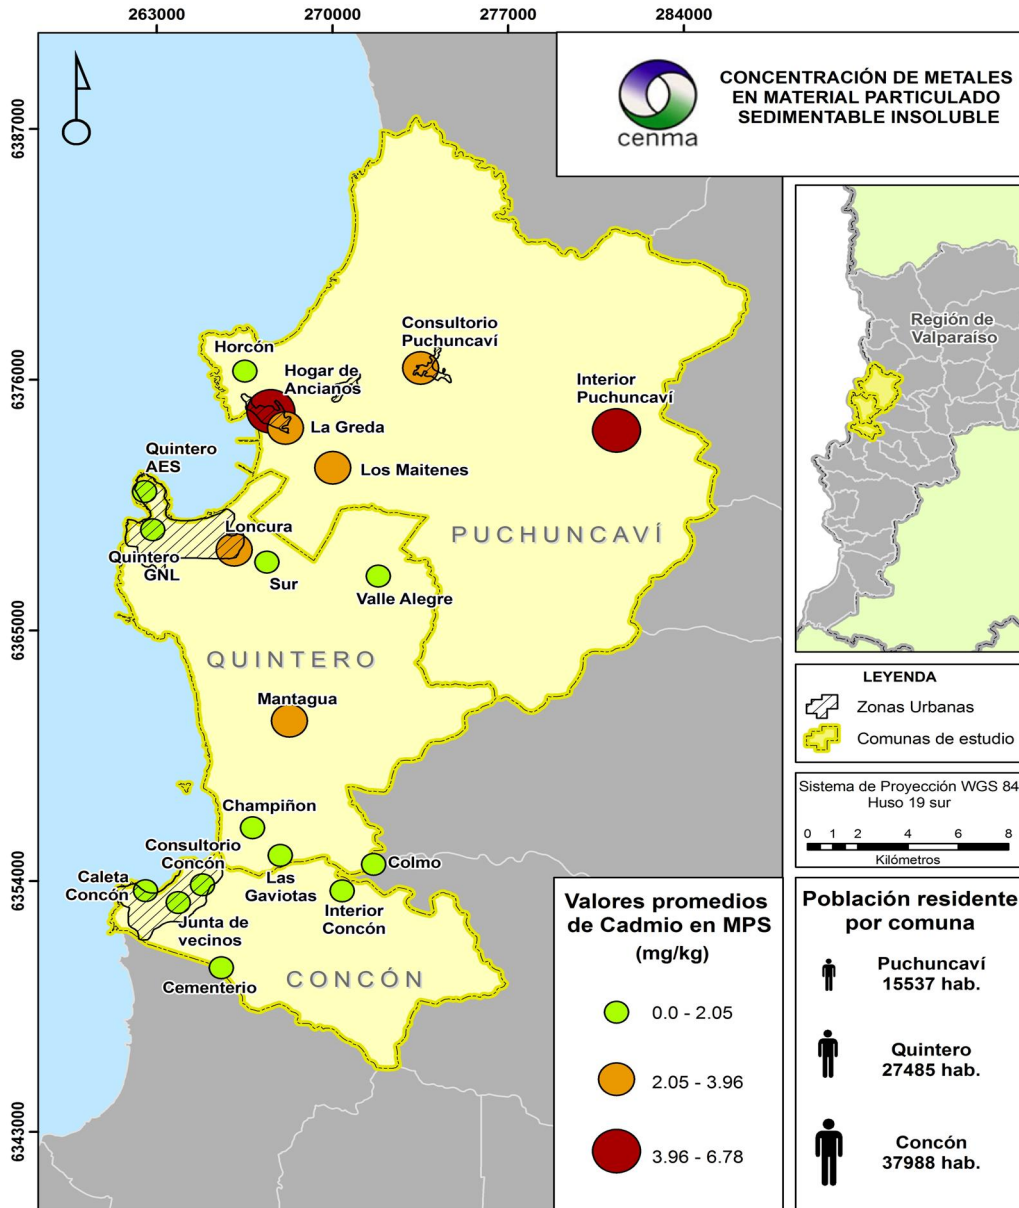 263000
270000
277000
284000
6387000
6376000
6365000
6354000
6343000
cenma
CONCENTRACIÓN DE METALES
EN MATERIAL PARTICULADO
SEDIMENTABLE INSOLUBLE
Región de
Valparaíso
Horcón
Consultorio
Puchuncaví
Hogar de
Ancianos
Interior
Puchuncaví
La Greda
Los Maitenes
Quintero
AES
Loncura
PUCHUNCAVÍ
Quintero
GNL
Sur
Valle Alegre
QUINTERO
Mantagua
Champiñon
Consultorio
Concón
Caleta
Concón
Las
Gaviotas
Colmo
Junta de
vecinos
Interior
Concón
Cementerio
CONCÓN
LEYENDA
Zonas Urbanas
Comunas de estudio
Sistema de Proyección WGS 84
Huso 19 sur
0 1 2 4 6 8
Kilómetros
Valores promedios
de Cadmio en MPS
(mg/kg)
0.0 - 2.05
2.05 - 3.96
3.96 - 6.78
Población residente
por comuna
Puchuncaví
15537 hab.
Quintero
27485 hab.
Concón
37988 hab.